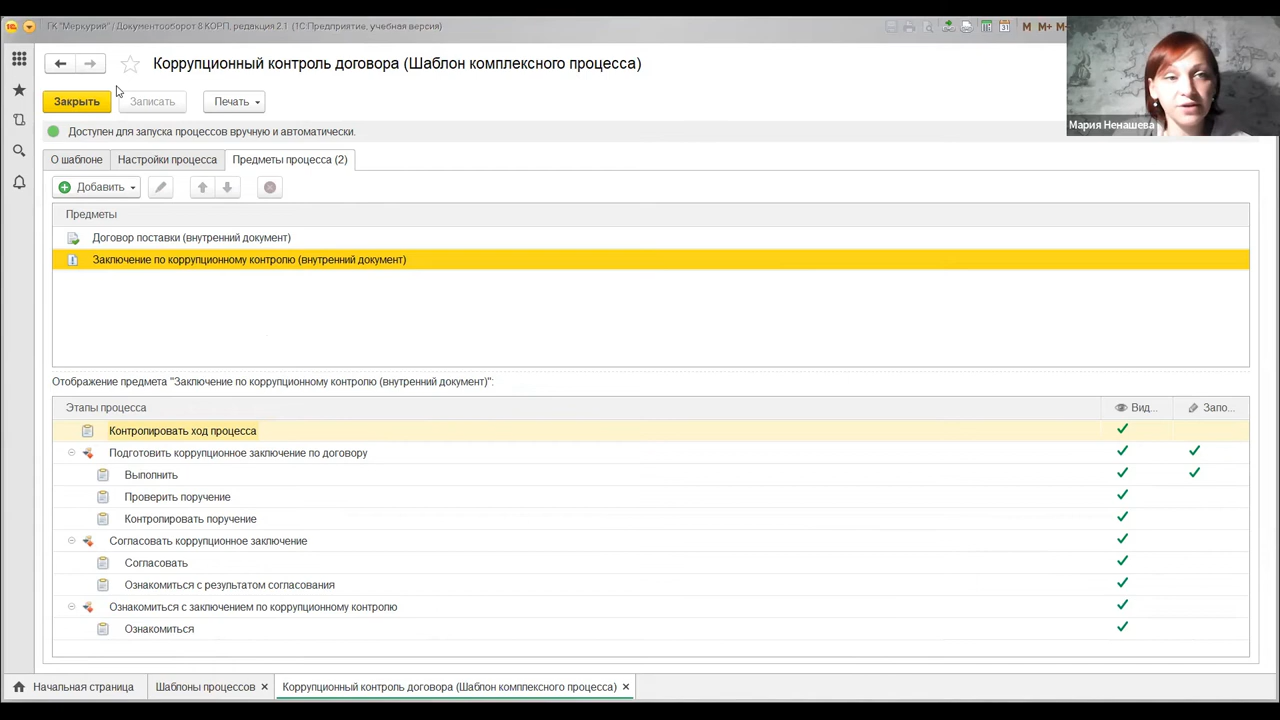 ГК "Меркурий" / Документооборот 8 КОРП, редакция 2.1 (1С:Предприятие, учебная версия)
M M+
Коррупционный контроль договора (Шаблон комплексного процесса)
Закрыть Записать Печать
Мария Ненашева
Доступен для запуска процессов вручную и автоматически.
О шаблоне Настройки процесса Предметы процесса (2)
Добавить
Предметы
Договор поставки (внутренний документ)
Заключение по коррупционному контролю (внутренний документ)
Отображение предмета "Заключение по коррупционному контролю (внутренний документ)":
Этапы процесса Вид... Запо...
Контролировать ход процесса
Подготовить коррупционное заключение по договору
Выполнить
Проверить поручение
Контролировать поручение
Согласовать коррупционное заключение
Согласовать
Ознакомиться с результатом согласования
Ознакомиться с заключением по коррупционному контролю
Ознакомиться
Начальная страница Шаблоны процессов Коррупционный контроль договора (Шаблон комплексного процесса)